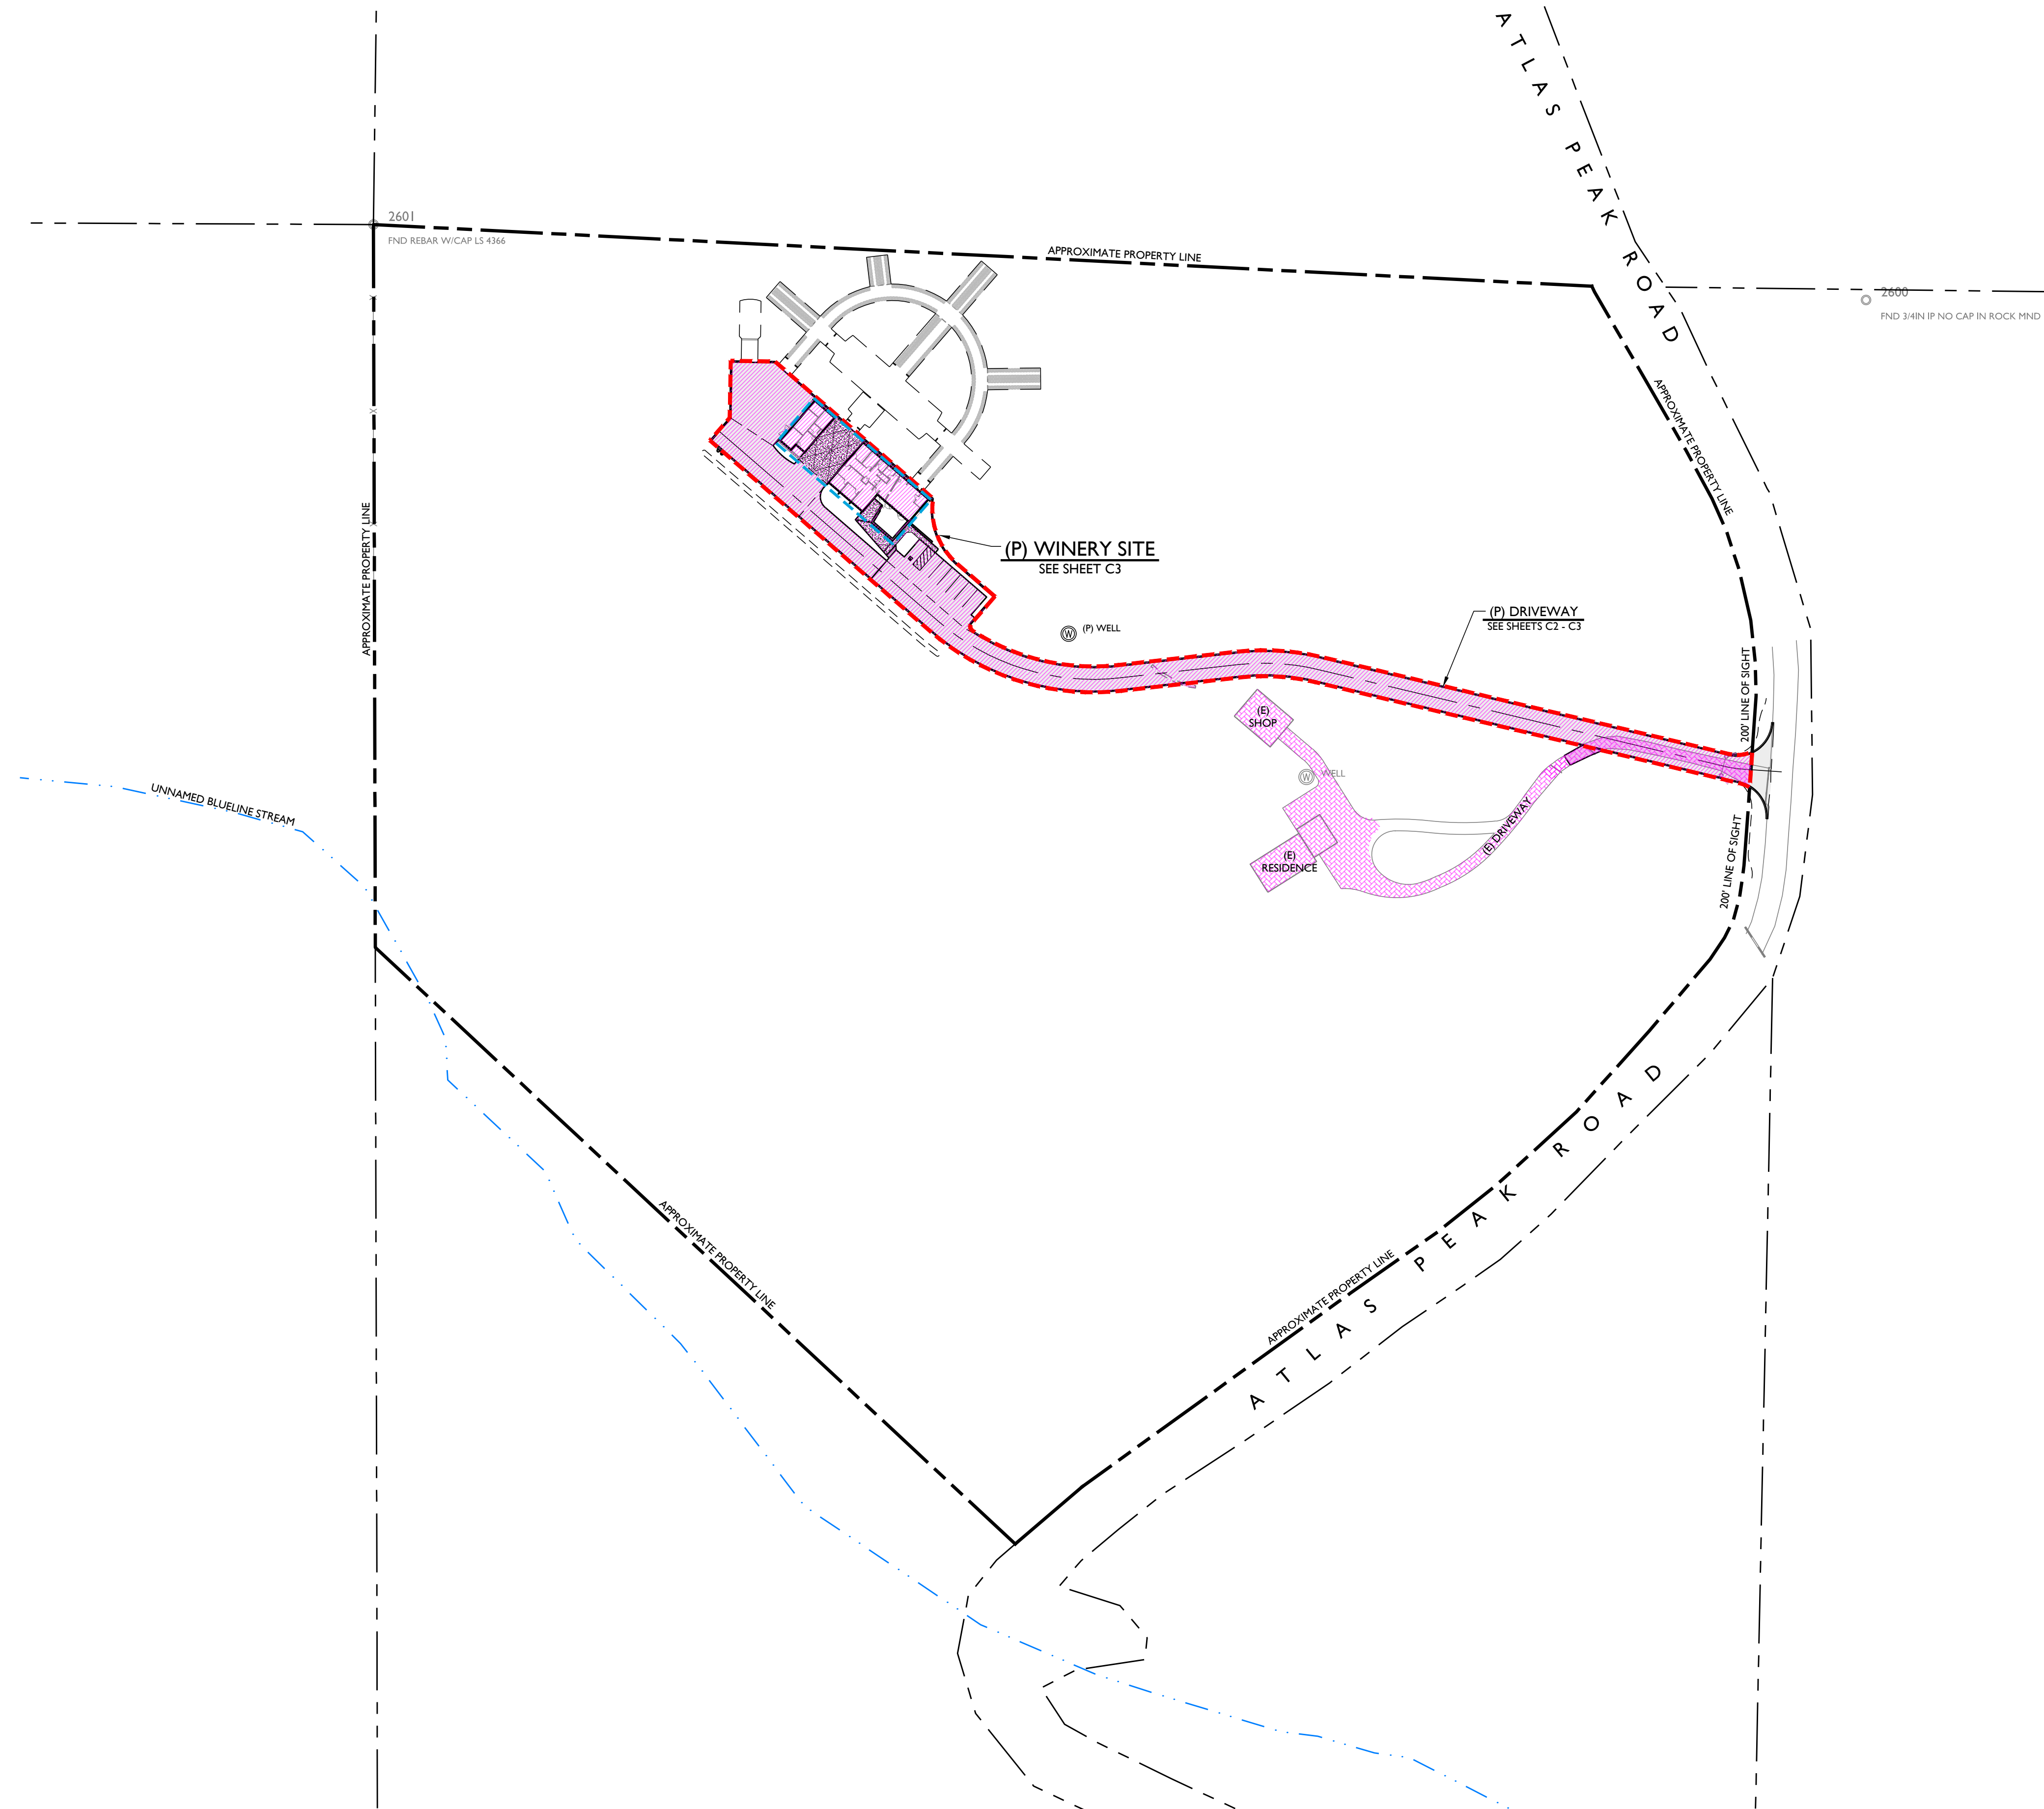 ATLAS PEAK ROAD
2601
FND REBAR W/CAP LS 4366
APPROXIMATE PROPERTY LINE
2600
FND 3/4IN IP NO CAP IN ROCK MND
APPROXIMATE PROPERTY LINE
APPROXIMATE PROPERTY LINE
X
X
(P) WINERY SITE
SEE SHEET C3
W
(P) WELL
(P) DRIVEWAY
SEE SHEETS C2 - C3
200' LINE OF SIGHT
(E)
SHOP
W
WELL
UNNAMED BLUELINE STREAM
(E) DRIVEWAY
(E)
RESIDENCE
200' LINE OF SIGHT
APPROXIMATE PROPERTY LINE
APPROXIMATE PROPERTY LINE
ATLAS PEAK ROAD